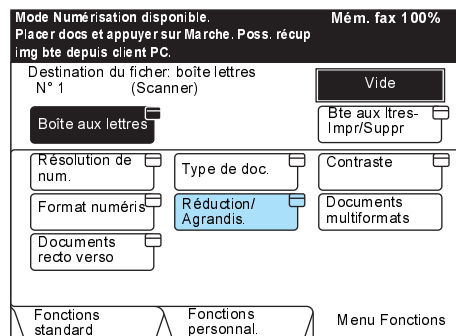 Mode Numérisation disponible.
Mém. fax 100%
Placer docs et appuyer sur Marche. Poss. récup
img bte depuis client PC.
Destination du ficher: boîte lettres
N° 1 (Scanner)
Vide
Boîte aux lettres
Bte aux ltres-
Impr/Suppr
Résolution de
num.
Type de doc.
Contraste
Format numéris
Réduction/
Agrandis.
Documents
multiformats
Documents
recto verso
Fonctions
standard
Fonctions
personnal.
Menu Fonctions